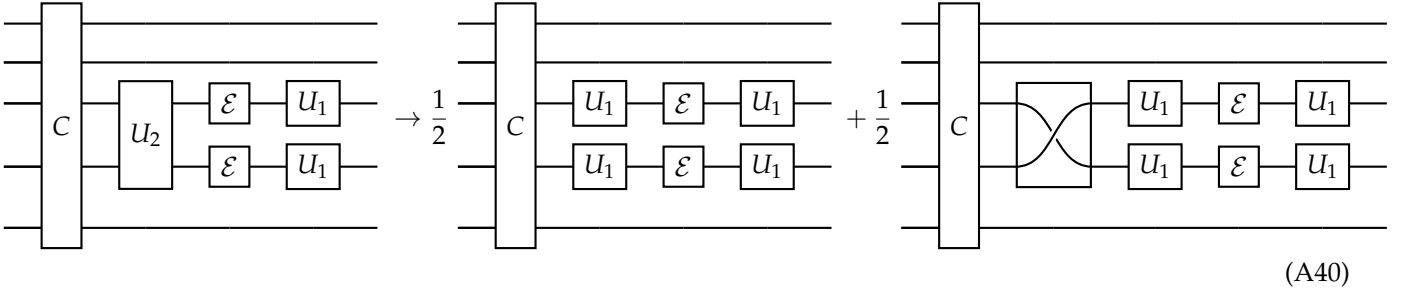 C U₂ ℰ U₁ ℰ U₁ → 1/2 C U₁ ℰ U₁ U₁ ℰ U₁ + 1/2 C U₁ ℰ U₁ U₁ ℰ U₁
(A40)